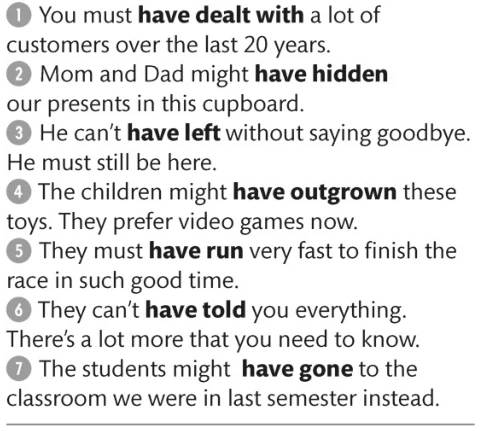 1 You must have dealt with a lot of
customers over the last 20 years.
2 Mom and Dad might have hidden
our presents in this cupboard.
3 He can't have left without saying goodbye.
He must still be here.
4 The children might have outgrown these
toys. They prefer video games now.
5 They must have run very fast to finish the
race in such good time.
6 They can't have told you everything.
There's a lot more that you need to know.
7 The students might have gone to the
classroom we were in last semester instead.